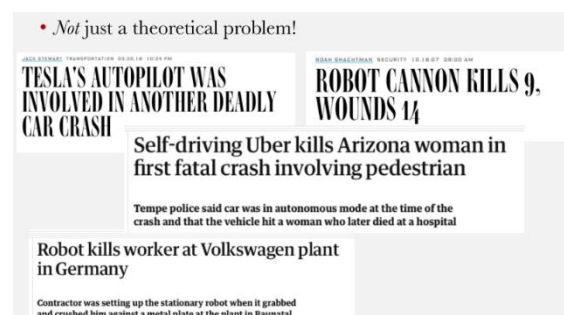 • Not just a theoretical problem!
JACK STEWART TRANSPORTATION 03.30.18 10:24 PM
TESLA'S AUTOPILOT WAS
INVOLVED IN ANOTHER DEADLY
CAR CRASH
NOAH SHACHTMAN SECURITY 10.18.07 09:00 AM
ROBOT CANNON KILLS 9,
WOUNDS 14
Self-driving Uber kills Arizona woman in
first fatal crash involving pedestrian
Tempe police said car was in autonomous mode at the time of the
crash and that the vehicle hit a woman who later died at a hospital
Robot kills worker at Volkswagen plant
in Germany
Contractor was setting up the stationary robot when it grabbed
and crushed him against a metal plate at the plant in Baunatal